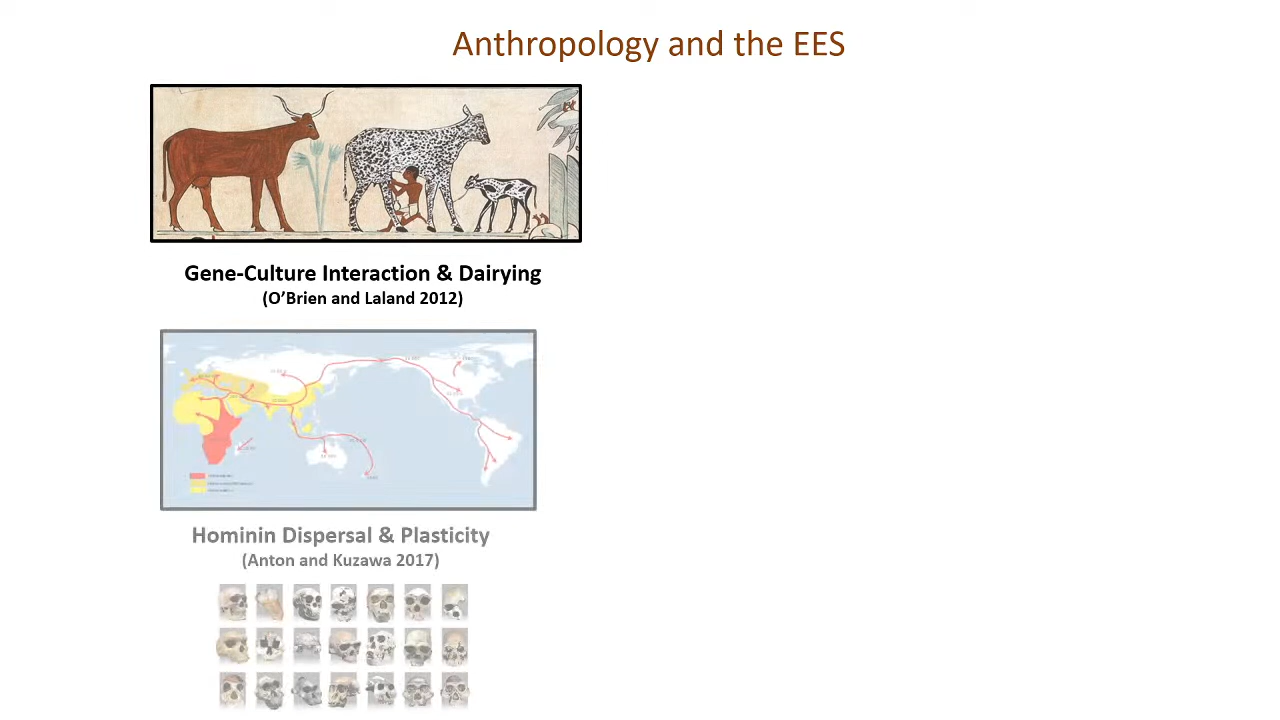 Anthropology and the EES
Gene-Culture Interaction & Dairying
(O’Brien and Laland 2012)
Hominin Dispersal & Plasticity
(Anton and Kuzawa 2017)